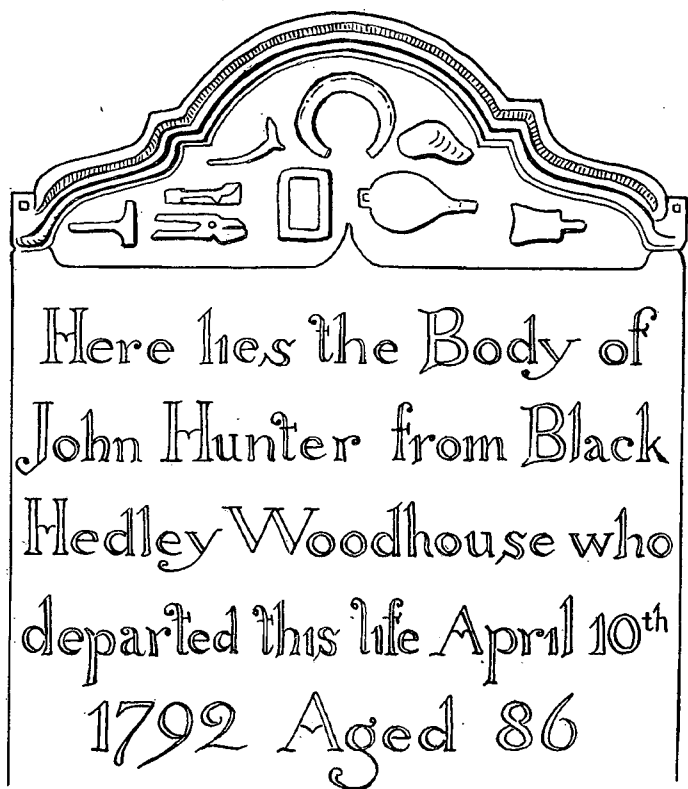 Here lies the Body of
John Hunter from Black
Hedley Woodhouse who
departed this life April 10th
1792 Aged 86